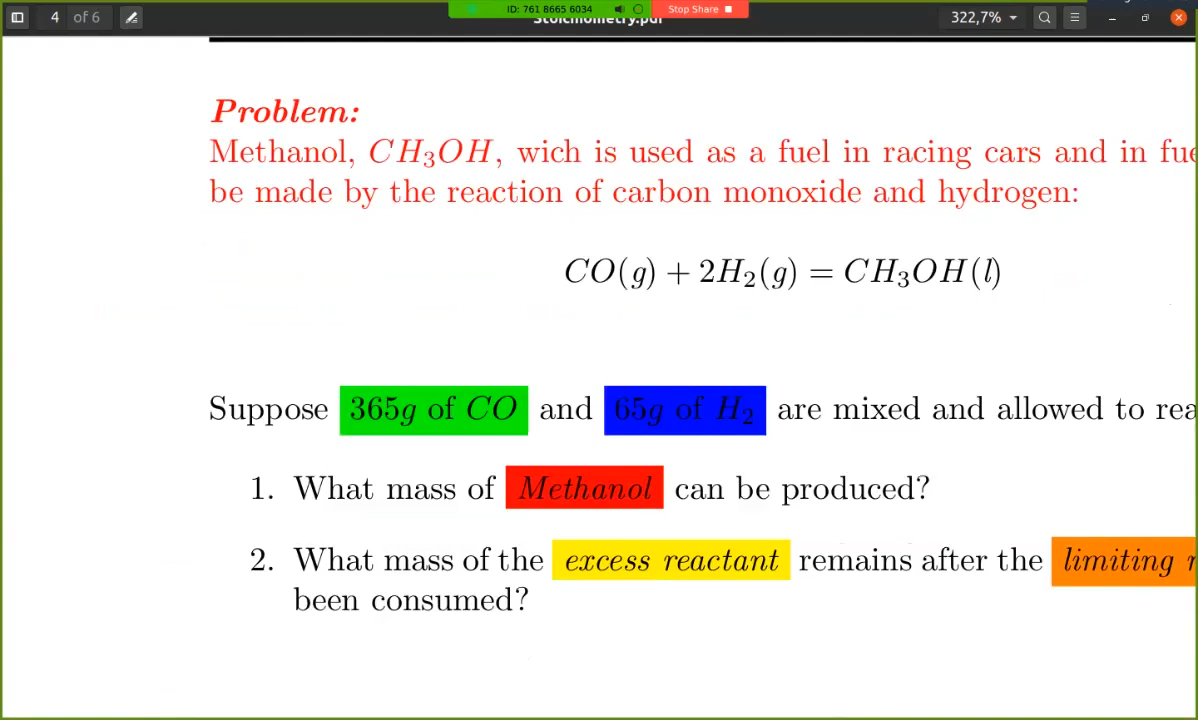 ID: 761 8665 6034 Stop Share
4 of 6 Stoichiometry.pdf 322,7%
Problem:
Methanol, CH₃OH, wich is used as a fuel in racing cars and in fue
be made by the reaction of carbon monoxide and hydrogen:
CO(g) + 2H₂(g) = CH₃OH(l)
Suppose 365g of CO and 65g of H₂ are mixed and allowed to rea
1. What mass of Methanol can be produced?
2. What mass of the excess reactant remains after the limiting r
been consumed?